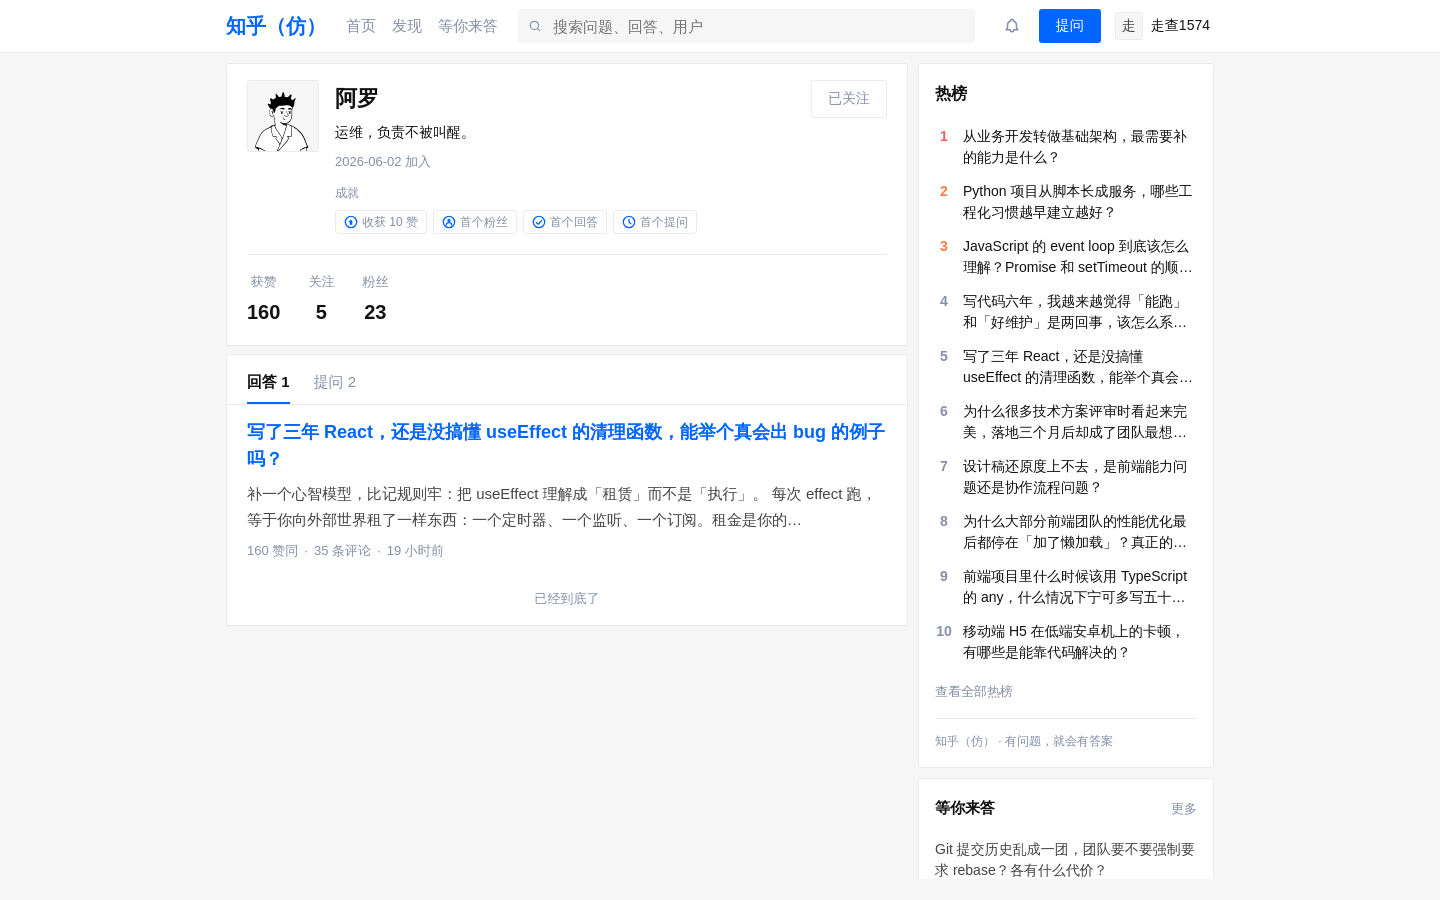 知乎（仿） 首页 发现 等你来答 搜索问题、回答、用户 提问 走 走查1574
阿罗
已关注
运维，负责不被叫醒。
2026-06-02 加入
成就
收获 10 赞 首个粉丝 首个回答 首个提问
获赞 关注 粉丝
160 5 23
回答 1 提问 2
写了三年 React，还是没搞懂 useEffect 的清理函数，能举个真会出 bug 的例子
吗？
补一个心智模型，比记规则牢：把 useEffect 理解成「租赁」而不是「执行」。 每次 effect 跑，
等于你向外部世界租了一样东西：一个定时器、一个监听、一个订阅。租金是你的…
160 赞同 · 35 条评论 · 19 小时前
已经到底了
热榜
1 从业务开发转做基础架构，最需要补
的能力是什么？
2 Python 项目从脚本长成服务，哪些工
程化习惯越早建立越好？
3 JavaScript 的 event loop 到底该怎么
理解？Promise 和 setTimeout 的顺…
4 写代码六年，我越来越觉得「能跑」
和「好维护」是两回事，该怎么系…
5 写了三年 React，还是没搞懂
useEffect 的清理函数，能举个真会…
6 为什么很多技术方案评审时看起来完
美，落地三个月后却成了团队最想…
7 设计稿还原度上不去，是前端能力问
题还是协作流程问题？
8 为什么大部分前端团队的性能优化最
后都停在「加了懒加载」？真正的…
9 前端项目里什么时候该用 TypeScript
的 any，什么情况下宁可多写五十…
10 移动端 H5 在低端安卓机上的卡顿，
有哪些是能靠代码解决的？
查看全部热榜
知乎（仿） · 有问题，就会有答案
等你来答 更多
Git 提交历史乱成一团，团队要不要强制要
求 rebase？各有什么代价？